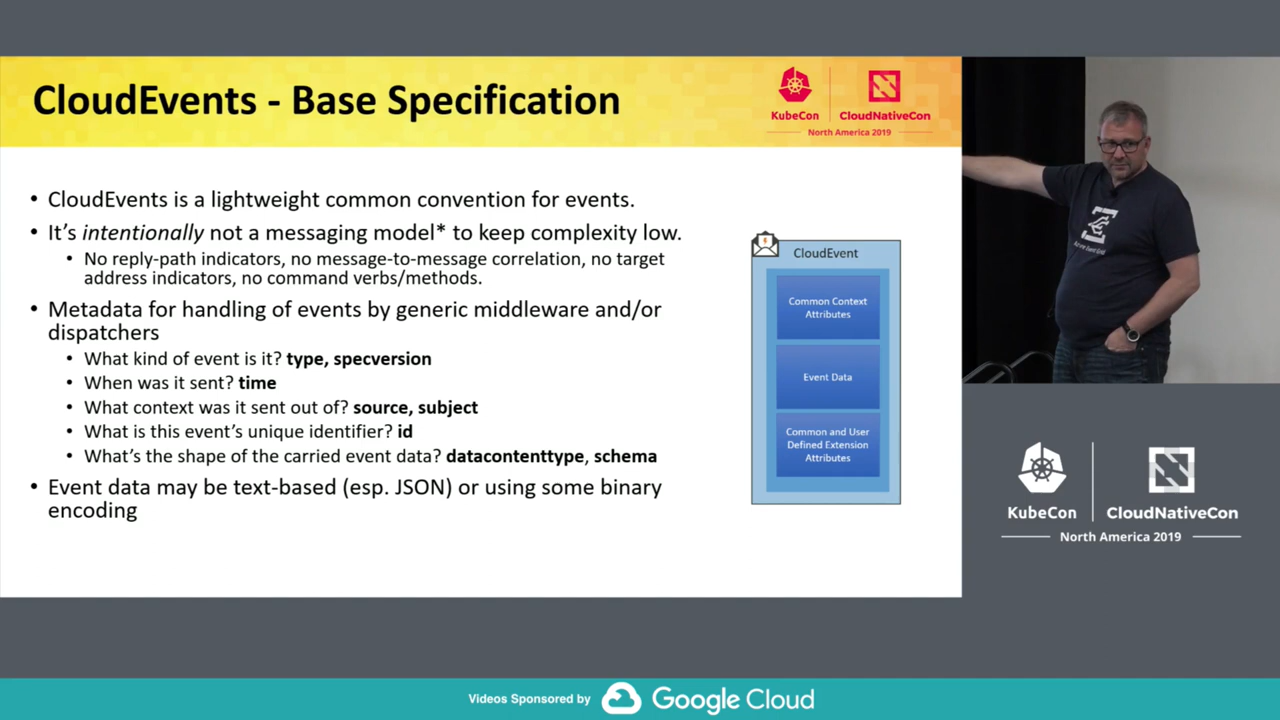 CloudEvents - Base Specification
KubeCon
CloudNativeCon
North America 2019
• CloudEvents is a lightweight common convention for events.
• It's intentionally not a messaging model* to keep complexity low.
• No reply-path indicators, no message-to-message correlation, no target
address indicators, no command verbs/methods.
• Metadata for handling of events by generic middleware and/or
dispatchers
• What kind of event is it? type, specversion
• When was it sent? time
• What context was it sent out of? source, subject
• What is this event's unique identifier? id
• What's the shape of the carried event data? datacontenttype, schema
• Event data may be text-based (esp. JSON) or using some binary
encoding
CloudEvent
Common Context
Attributes
Event Data
Common and User
Defined Extension
Attributes
KubeCon
CloudNativeCon
North America 2019
Videos Sponsored by
Google Cloud